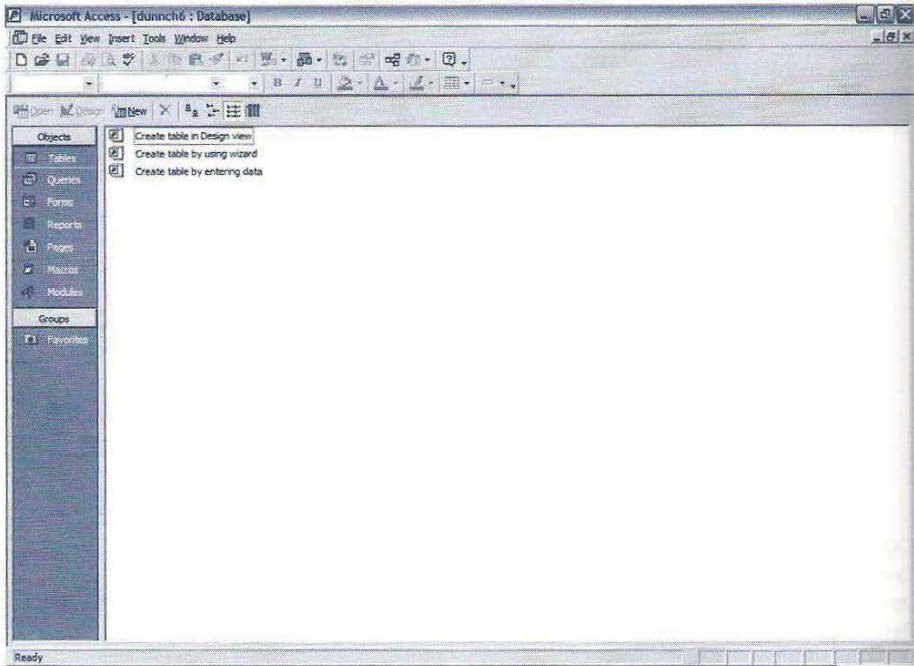 Microsoft Access - [dunnch6 : Database]
File Edit View Insert Tools Window Help
B I U
Open Design New
Objects
Tables
Queries
Forms
Reports
Pages
Macros
Modules
Groups
Favorites
Create table in Design view
Create table by using wizard
Create table by entering data
Ready